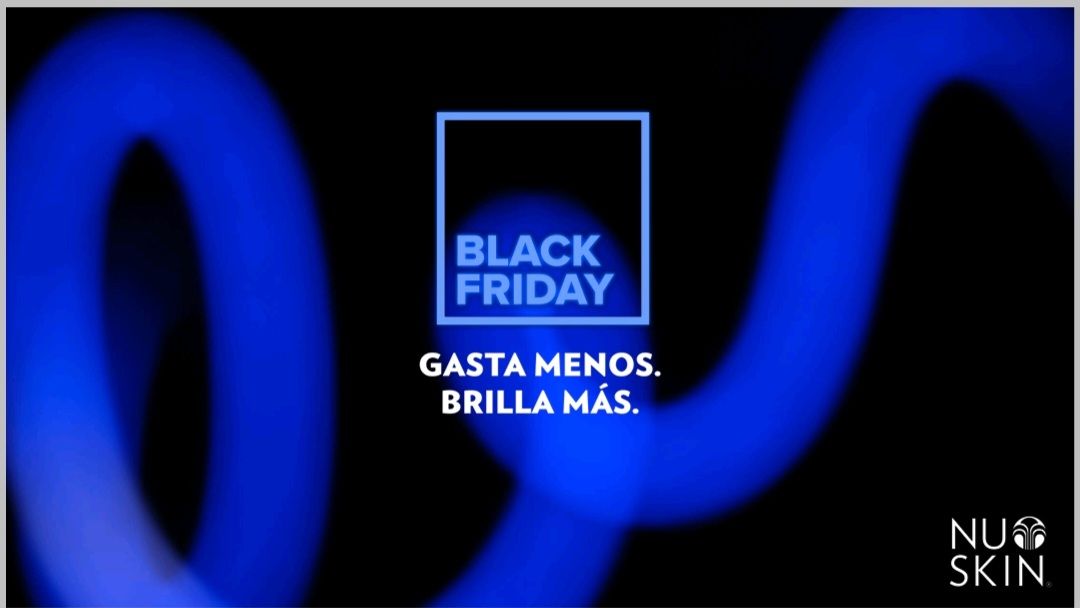 BLACK
FRIDAY
GASTA MENOS.
BRILLA MÁS.
NU
SKIN